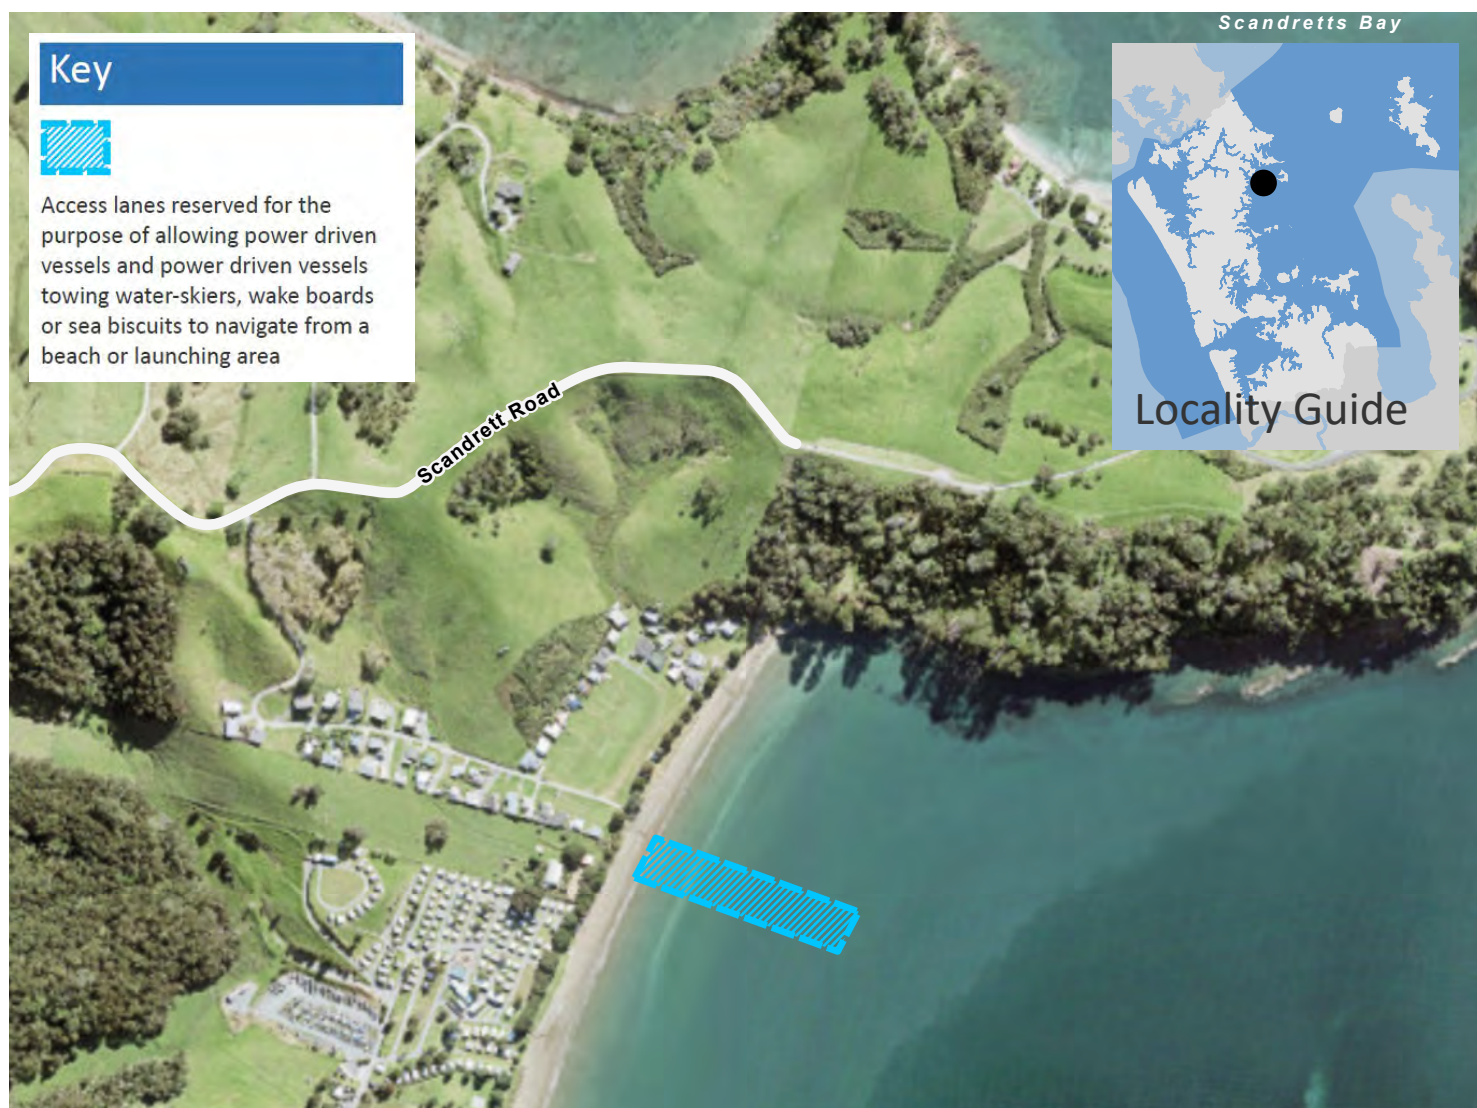 Scandretts Bay
Key
Access lanes reserved for the
purpose of allowing power driven
vessels and power driven vessels
towing water-skiers, wake boards
or sea biscuits to navigate from a
beach or launching area
Locality Guide
Scandrett Road